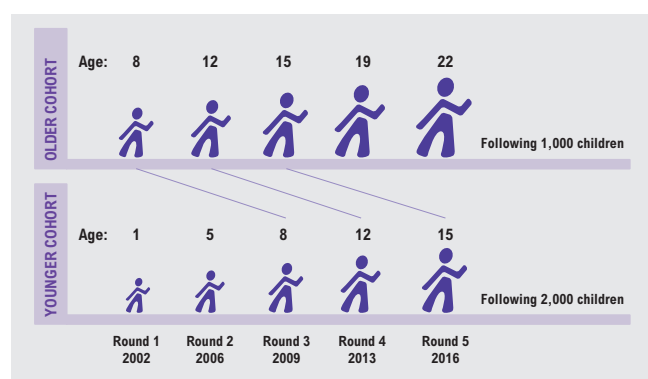 OLDER COHORT
Age: 8 12 15 19 22
Following 1,000 children
YOUNGER COHORT
Age: 1 5 8 12 15
Following 2,000 children
Round 1 Round 2 Round 3 Round 4 Round 5
2002 2006 2009 2013 2016